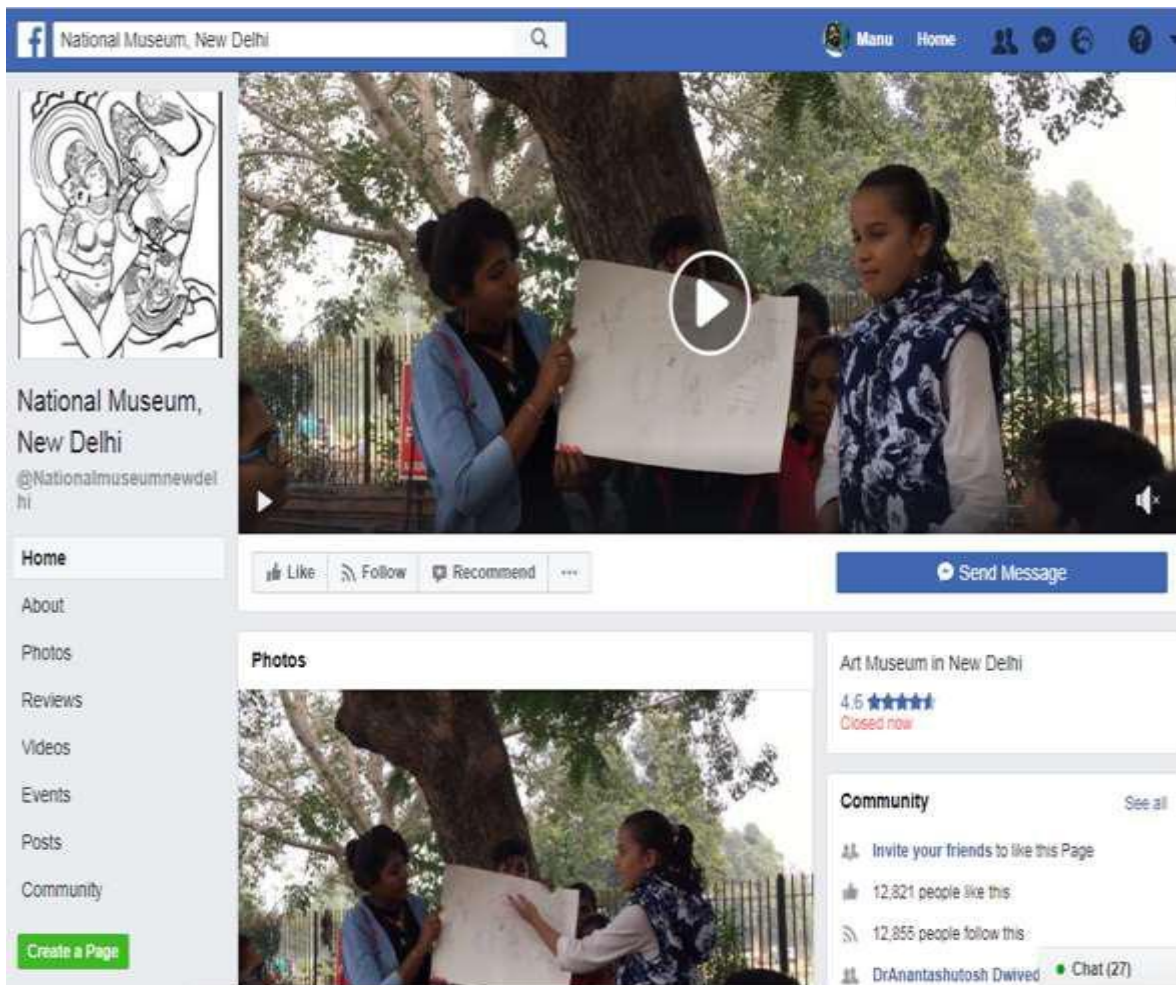 f
National Museum, New Delhi
Manu Home
National Museum,
New Delhi
@Nationalmuseumnewdel
hi
Home
About
Photos
Reviews
Videos
Events
Posts
Community
Create a Page
Like Follow Recommend ...
Send Message
Photos
Art Museum in New Delhi
4.6
Closed now
Community See all
Invite your friends to like this Page
12,821 people like this
12,855 people follow this
DrAnantashutosh Dwived
Chat (27)